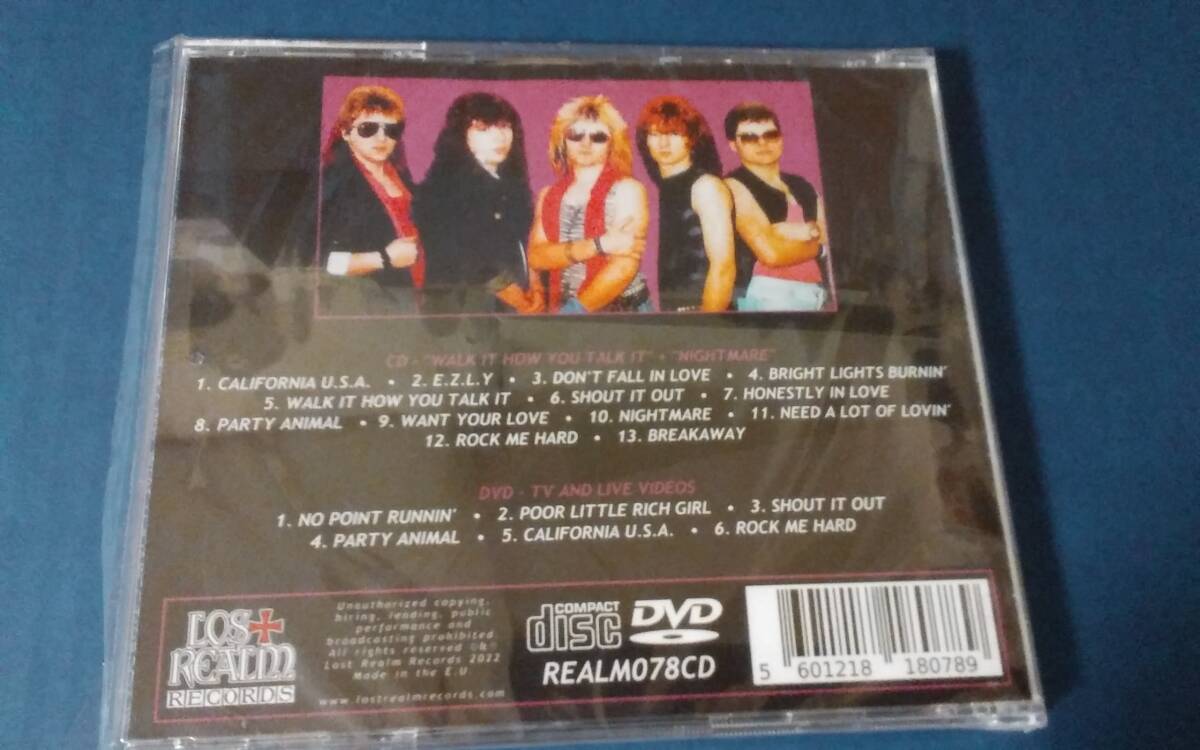 CD - "WALK IT HOW YOU TALK IT" + "NIGHTMARE"
1. CALIFORNIA U.S.A. • 2. E.Z.L.Y • 3. DON'T FALL IN LOVE • 4. BRIGHT LIGHTS BURNIN'
5. WALK IT HOW YOU TALK IT • 6. SHOUT IT OUT • 7. HONESTLY IN LOVE
8. PARTY ANIMAL • 9. WANT YOUR LOVE • 10. NIGHTMARE • 11. NEED A LOT OF LOVIN'
12. ROCK ME HARD • 13. BREAKAWAY
DVD - TV AND LIVE VIDEOS
1. NO POINT RUNNIN' • 2. POOR LITTLE RICH GIRL • 3. SHOUT IT OUT
4. PARTY ANIMAL • 5. CALIFORNIA U.S.A. • 6. ROCK ME HARD
LOST
REALM
RECORDS
Unauthorized copying,
hiring, lending, public
performance and
broadcasting prohibited
All rights reserved ©&℗
Lost Realm Records 2022
Made in the E.U
www.lostrealmrecords.com
COMPACT
disc
DVD
REALM078CD
5 601218 180789